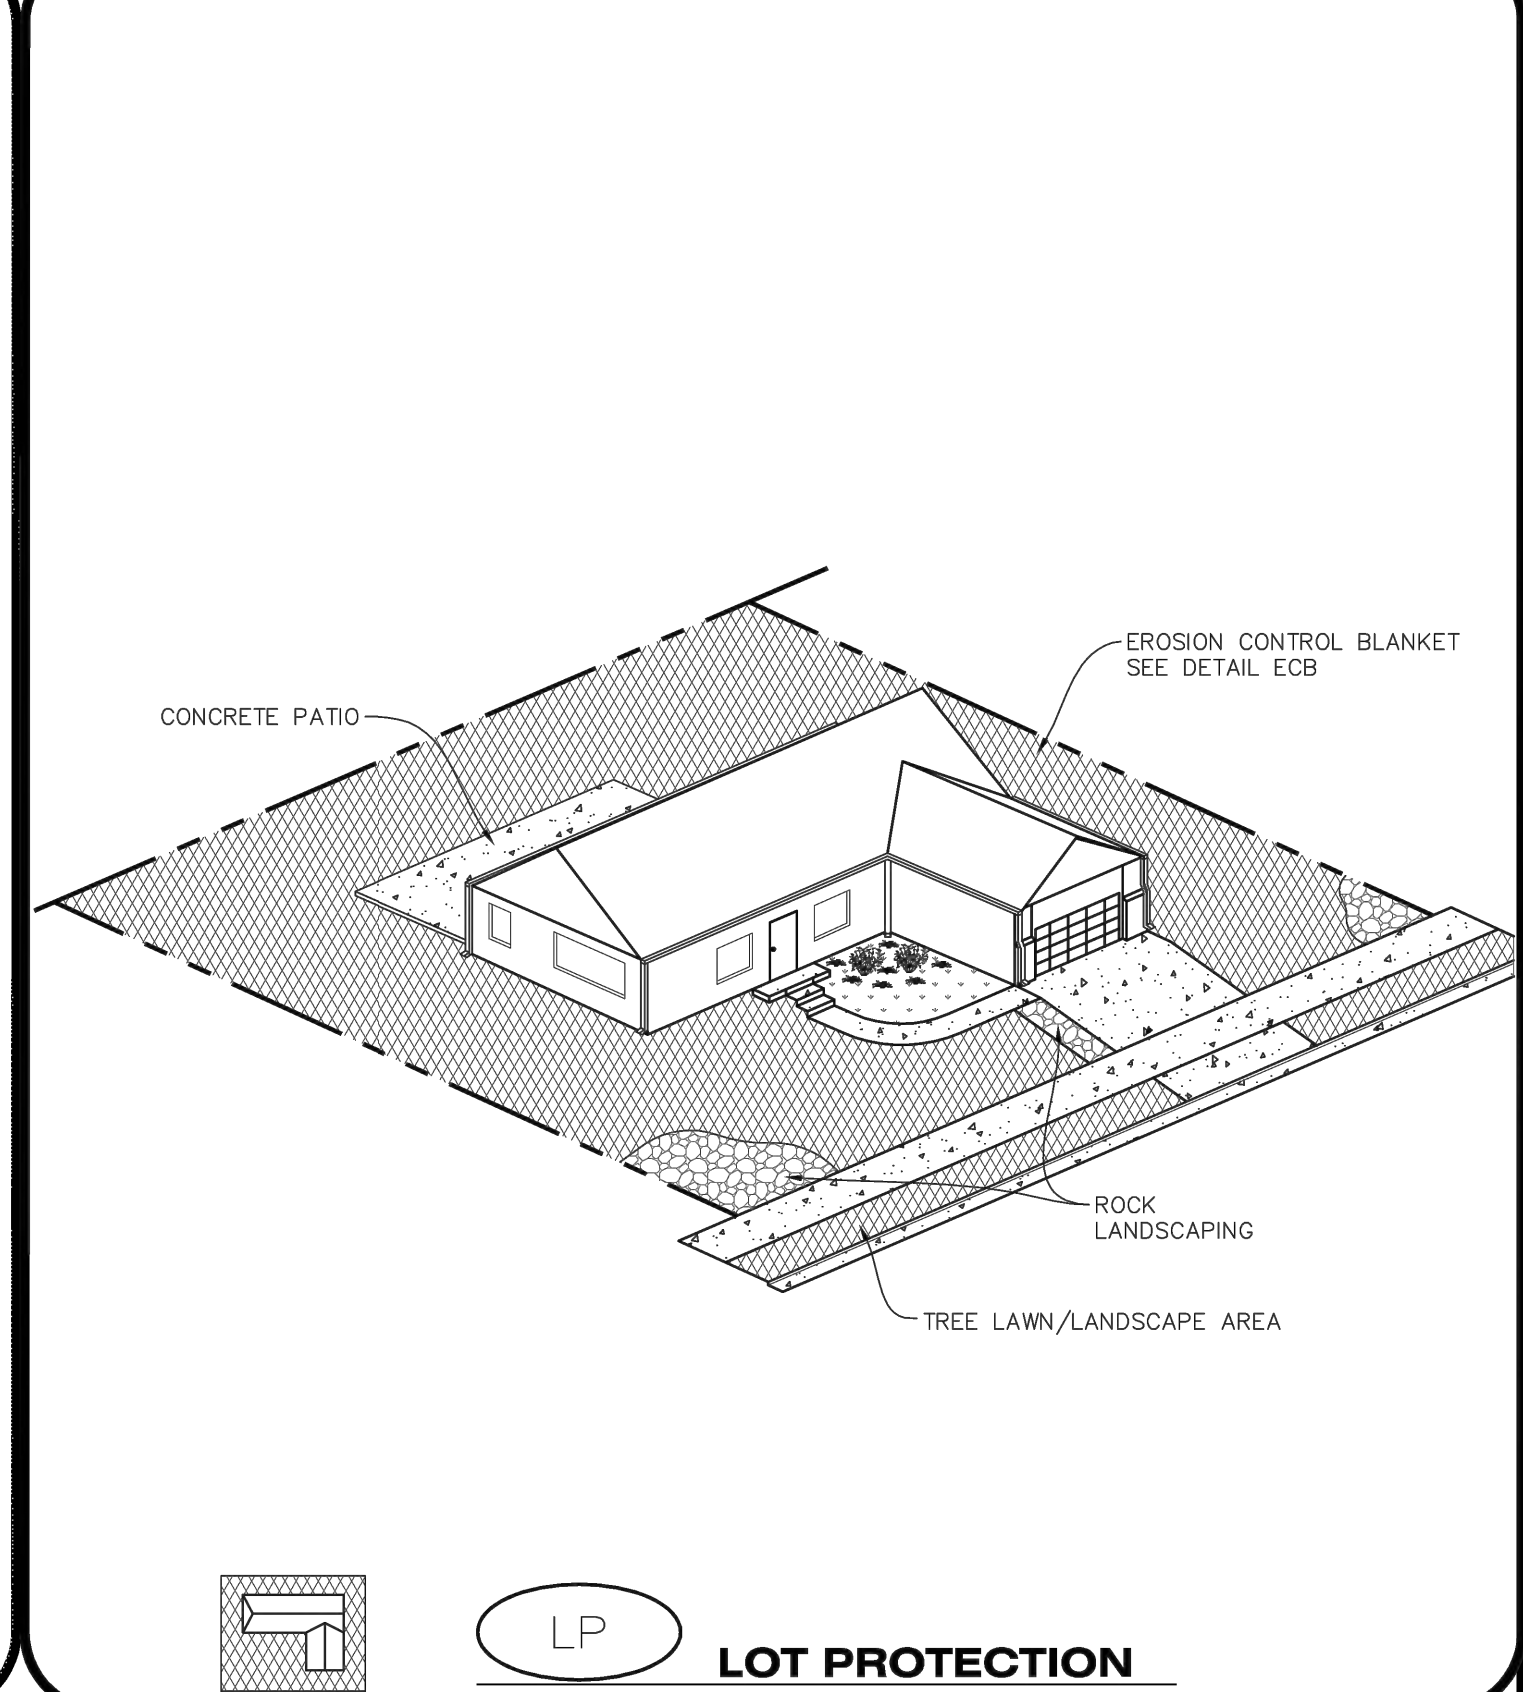 EROSION CONTROL BLANKET
SEE DETAIL ECB
CONCRETE PATIO
ROCK
LANDSCAPING
TREE LAWN/LANDSCAPE AREA
LP
LOT PROTECTION